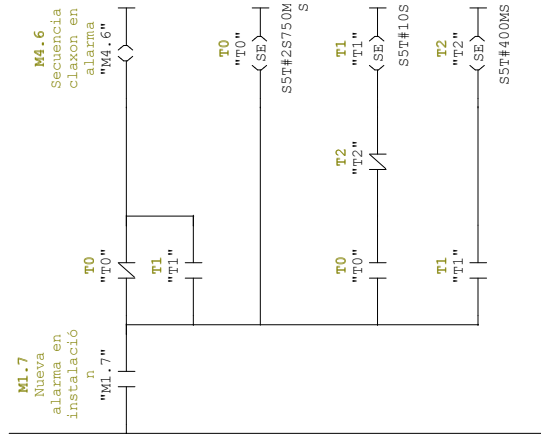 M1.7
Nueva
alarma en
instalació
n
"M1.7"
T0
"T0"
T1
"T1"
M4.6
Secuencia
claxon en
alarma
"M4.6"
T0
"T0"
SE
S5T#2S750M
S
T0
"T0"
T2
"T2"
T1
"T1"
SE
S5T#10S
T1
"T1"
T2
"T2"
SE
S5T#400MS